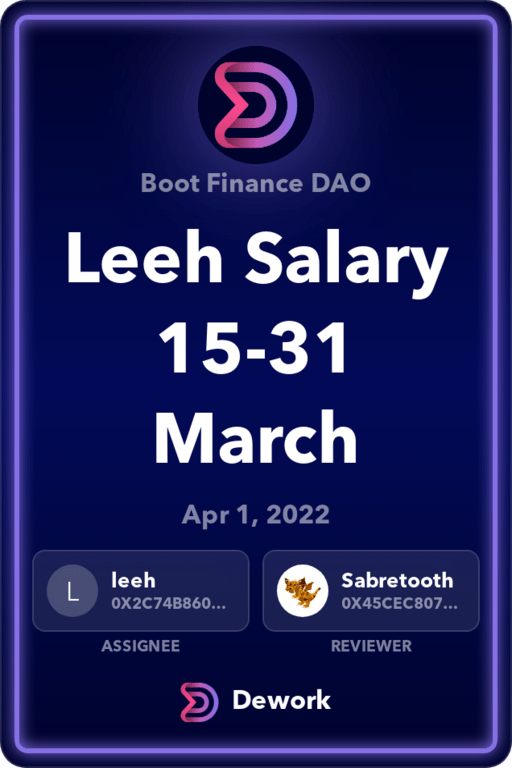 Boot Finance DAO
Leeh Salary
15-31
March
Apr 1, 2022
L
leeh
0X2C74B860...
Sabretooth
0X45CEC807...
ASSIGNEE
REVIEWER
Dework